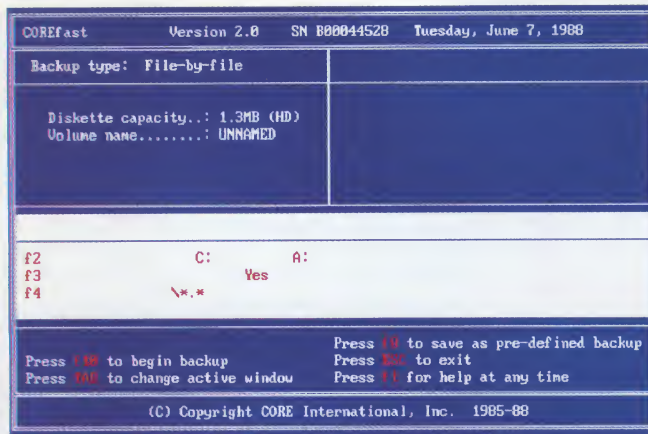 COREfast Version 2.0 SN B00044528 Tuesday, June 7, 1988
Backup type: File-by-file
Diskette capacity..: 1.3MB (HD)
Volume name........: UNNAMED
f2 C: A:
f3 Yes
f4 \*.*
Press to begin backup
Press to change active window
Press to save as pre-defined backup
Press ESC to exit
Press F1 for help at any time
(C) Copyright CORE International, Inc. 1985-88